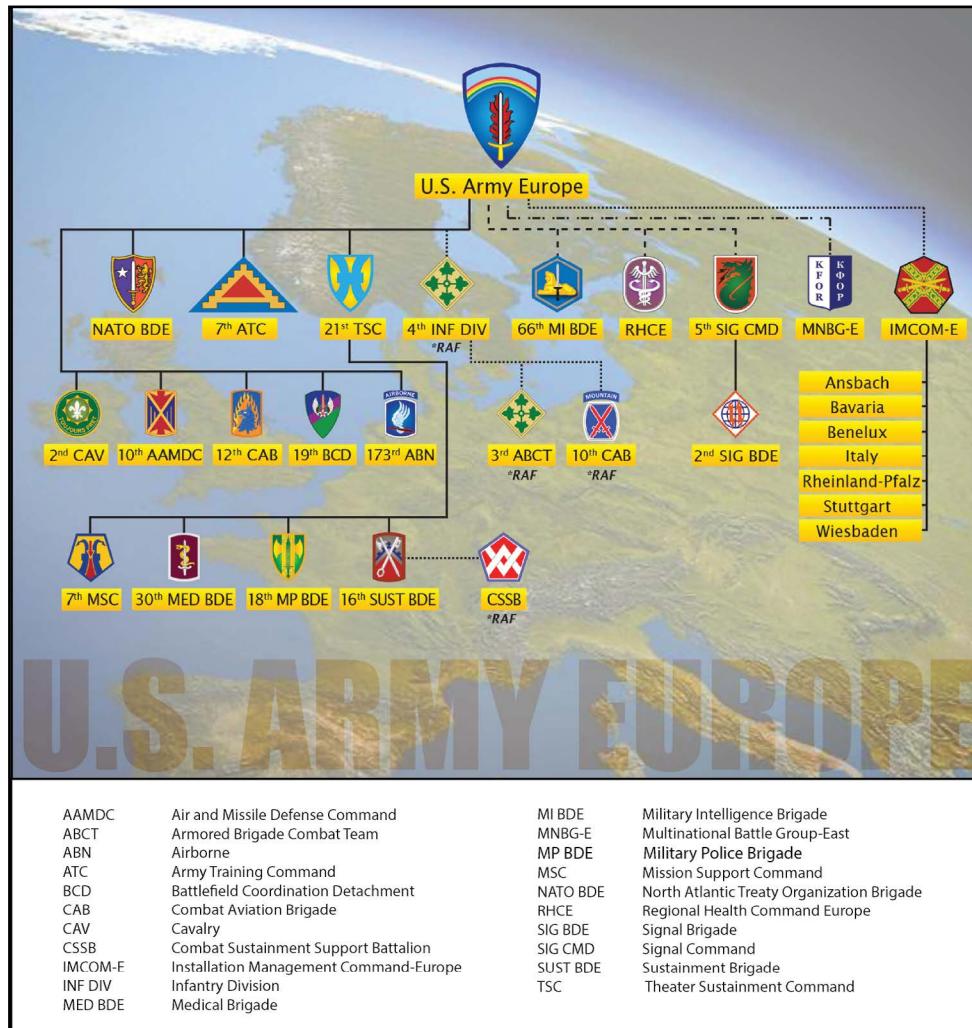 U.S. Army Europe
KFOR
КФОР
NATO BDE
7th ATC
21st TSC
4th INF DIV
*RAF
66th MI BDE
RHCE
5th SIG CMD
MNBG-E
IMCOM-E
Ansbach
Bavaria
Benelux
Italy
Rheinland-Pfalz
Stuttgart
Wiesbaden
TOUJOURS PRET
AIRBORNE
MOUNTAIN
2nd CAV
10th AAMDC
12th CAB
19th BCD
173rd ABN
3rd ABCT
*RAF
10th CAB
*RAF
2nd SIG BDE
7th MSC
30th MED BDE
18th MP BDE
16th SUST BDE
CSSB
*RAF
U.S. ARMY EUROPE
AAMDC Air and Missile Defense Command
ABCT Armored Brigade Combat Team
ABN Airborne
ATC Army Training Command
BCD Battlefield Coordination Detachment
CAB Combat Aviation Brigade
CAV Cavalry
CSSB Combat Sustainment Support Battalion
IMCOM-E Installation Management Command-Europe
INF DIV Infantry Division
MED BDE Medical Brigade
MI BDE Military Intelligence Brigade
MNBG-E Multinational Battle Group-East
MP BDE Military Police Brigade
MSC Mission Support Command
NATO BDE North Atlantic Treaty Organization Brigade
RHCE Regional Health Command Europe
SIG BDE Signal Brigade
SIG CMD Signal Command
SUST BDE Sustainment Brigade
TSC Theater Sustainment Command